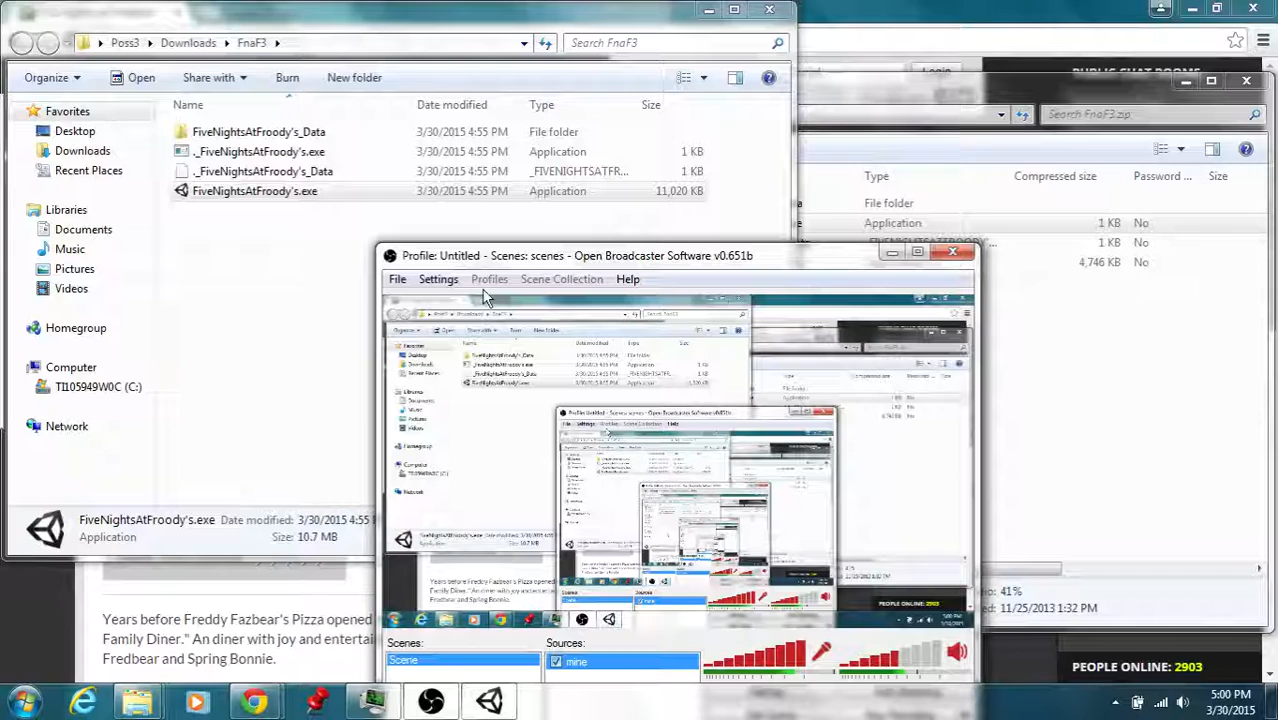 Poss3 Downloads FnaF3
Search FnaF3
Organize Open Share with Burn New folder
Favorites
Desktop
Downloads
Recent Places
Libraries
Documents
Music
Pictures
Videos
Homegroup
Computer
TI105949W0C (C:)
Network
Name Date modified Type Size
FiveNightsAtFroody's_Data 3/30/2015 4:55 PM File folder
._FiveNightsAtFroody's.exe 3/30/2015 4:55 PM Application 1 KB
._FiveNightsAtFroody's_Data 3/30/2015 4:55 PM _FIVENIGHTSATFR... 1 KB
FiveNightsAtFroody's.exe 3/30/2015 4:55 PM Application 11,020 KB
FiveNightsAtFroody's.exe Date modified: 3/30/2015 4:55
Application Size: 10.7 MB
Login
PUBLIC CHAT ROOMS
Search FnaF3.zip
Type Compressed size Password ... Size
File folder
Application 1 KB No
1 KB No
4,746 KB No
41%
11/25/2013 1:32 PM
Profile: Untitled - Scenes: scenes - Open Broadcaster Software v0.651b
File Settings Profiles Scene Collection Help
Scenes: Sources:
Scene mine
Years before Freddy Fazbear's Pizza opened
Family Diner." An diner with joy and entertai
Fredbear and Spring Bonnie.
PEOPLE ONLINE: 2903
5:00 PM
3/30/2015